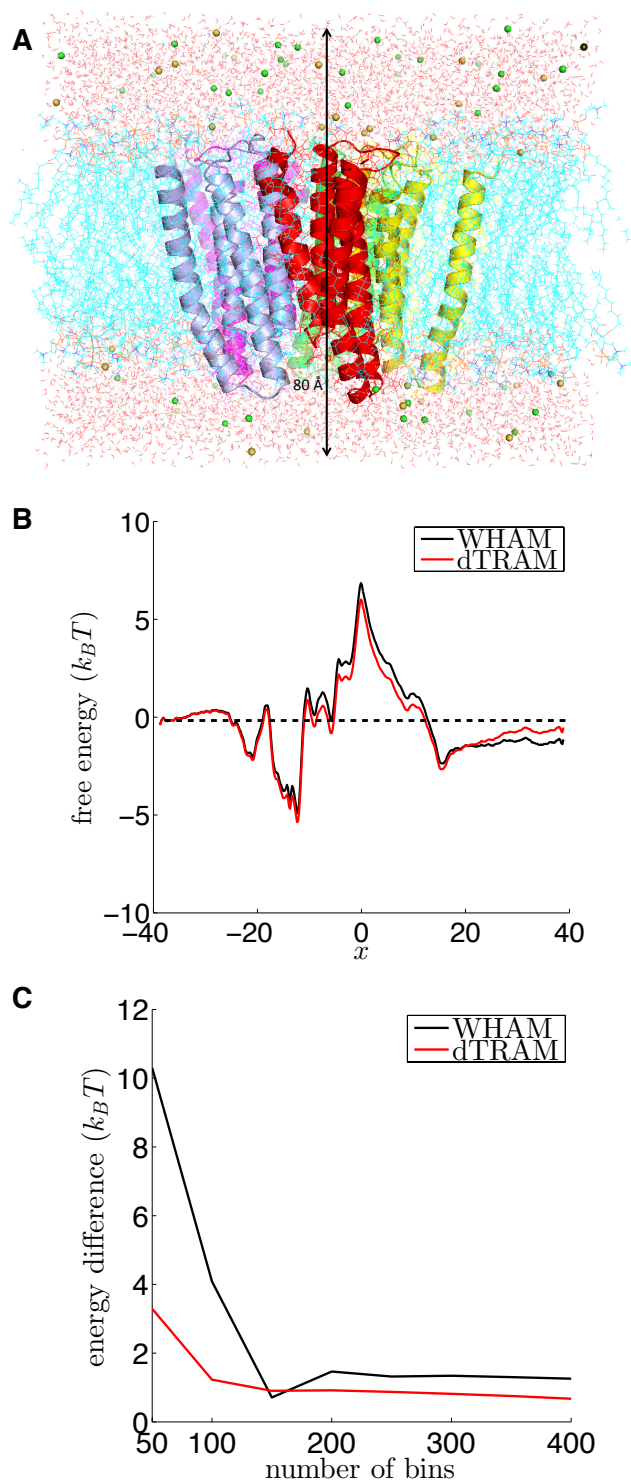 A
80 Å
B
10
5
0
−5
−10
−40
−20
0
20
40
free energy (k_BT)
x
WHAM
dTRAM
C
12
10
8
6
4
2
0
50
100
200
300
400
energy difference (k_BT)
number of bins
WHAM
dTRAM